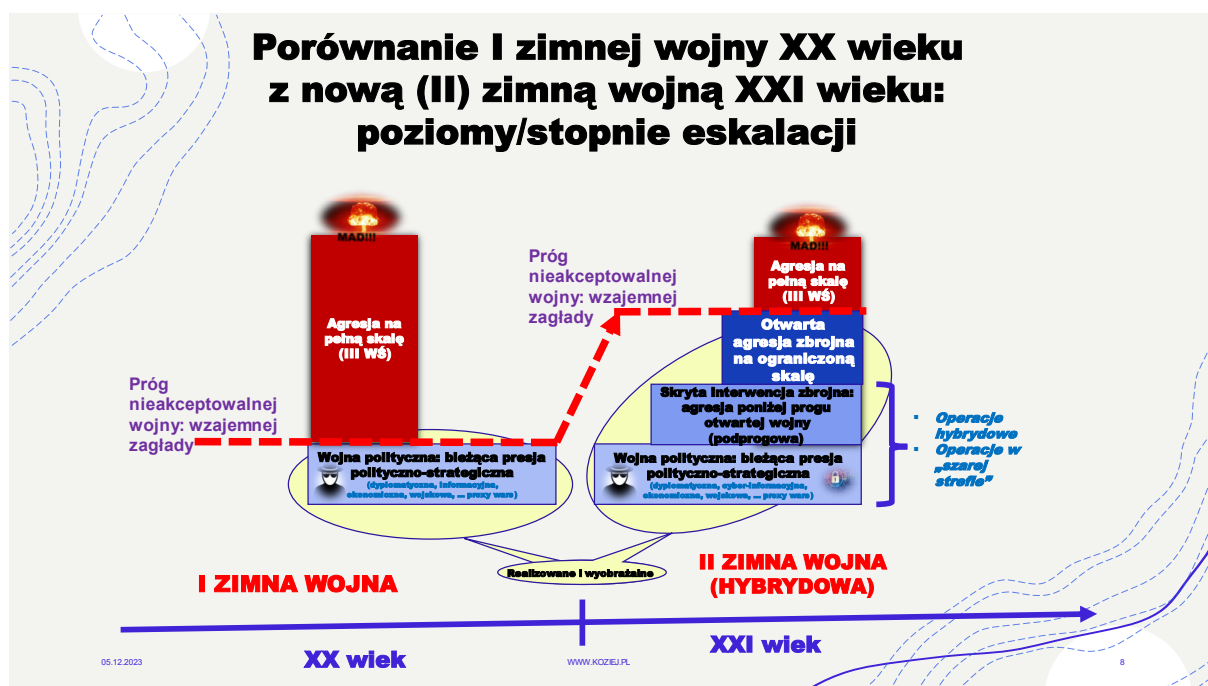 Porównanie I zimnej wojny XX wieku
z nową (II) zimną wojną XXI wieku:
poziomy/stopnie eskalacji
MAD!!!
Agresja na
pełną skalę
(III WŚ)
Próg
nieakceptowalnej
wojny: wzajemnej
zagłady
Wojna polityczna: bieżąca presja
polityczno-strategiczna
(dyplomatyczna, informacyjna,
ekonomiczna, wojskowa, ... proxy wars)
I ZIMNA WOJNA
Próg
nieakceptowalnej
wojny: wzajemnej
zagłady
MAD!!!
Agresja na
pełną skalę
(III WŚ)
Otwarta
agresja zbrojna
na ograniczoną
skalę
Skryta interwencja zbrojna:
agresja poniżej progu
otwartej wojny
(podprogowa)
Wojna polityczna: bieżąca presja
polityczno-strategiczna
(dyplomatyczna, cyber-informacyjna,
ekonomiczna, wojskowa, ... proxy wars)
▪ Operacje
hybrydowe
▪ Operacje w
„szarej
strefie”
Realizowane i wyobrażalne
II ZIMNA WOJNA
(HYBRYDOWA)
XX wiek
XXI wiek
05.12.2023
WWW.KOZIEJ.PL
8